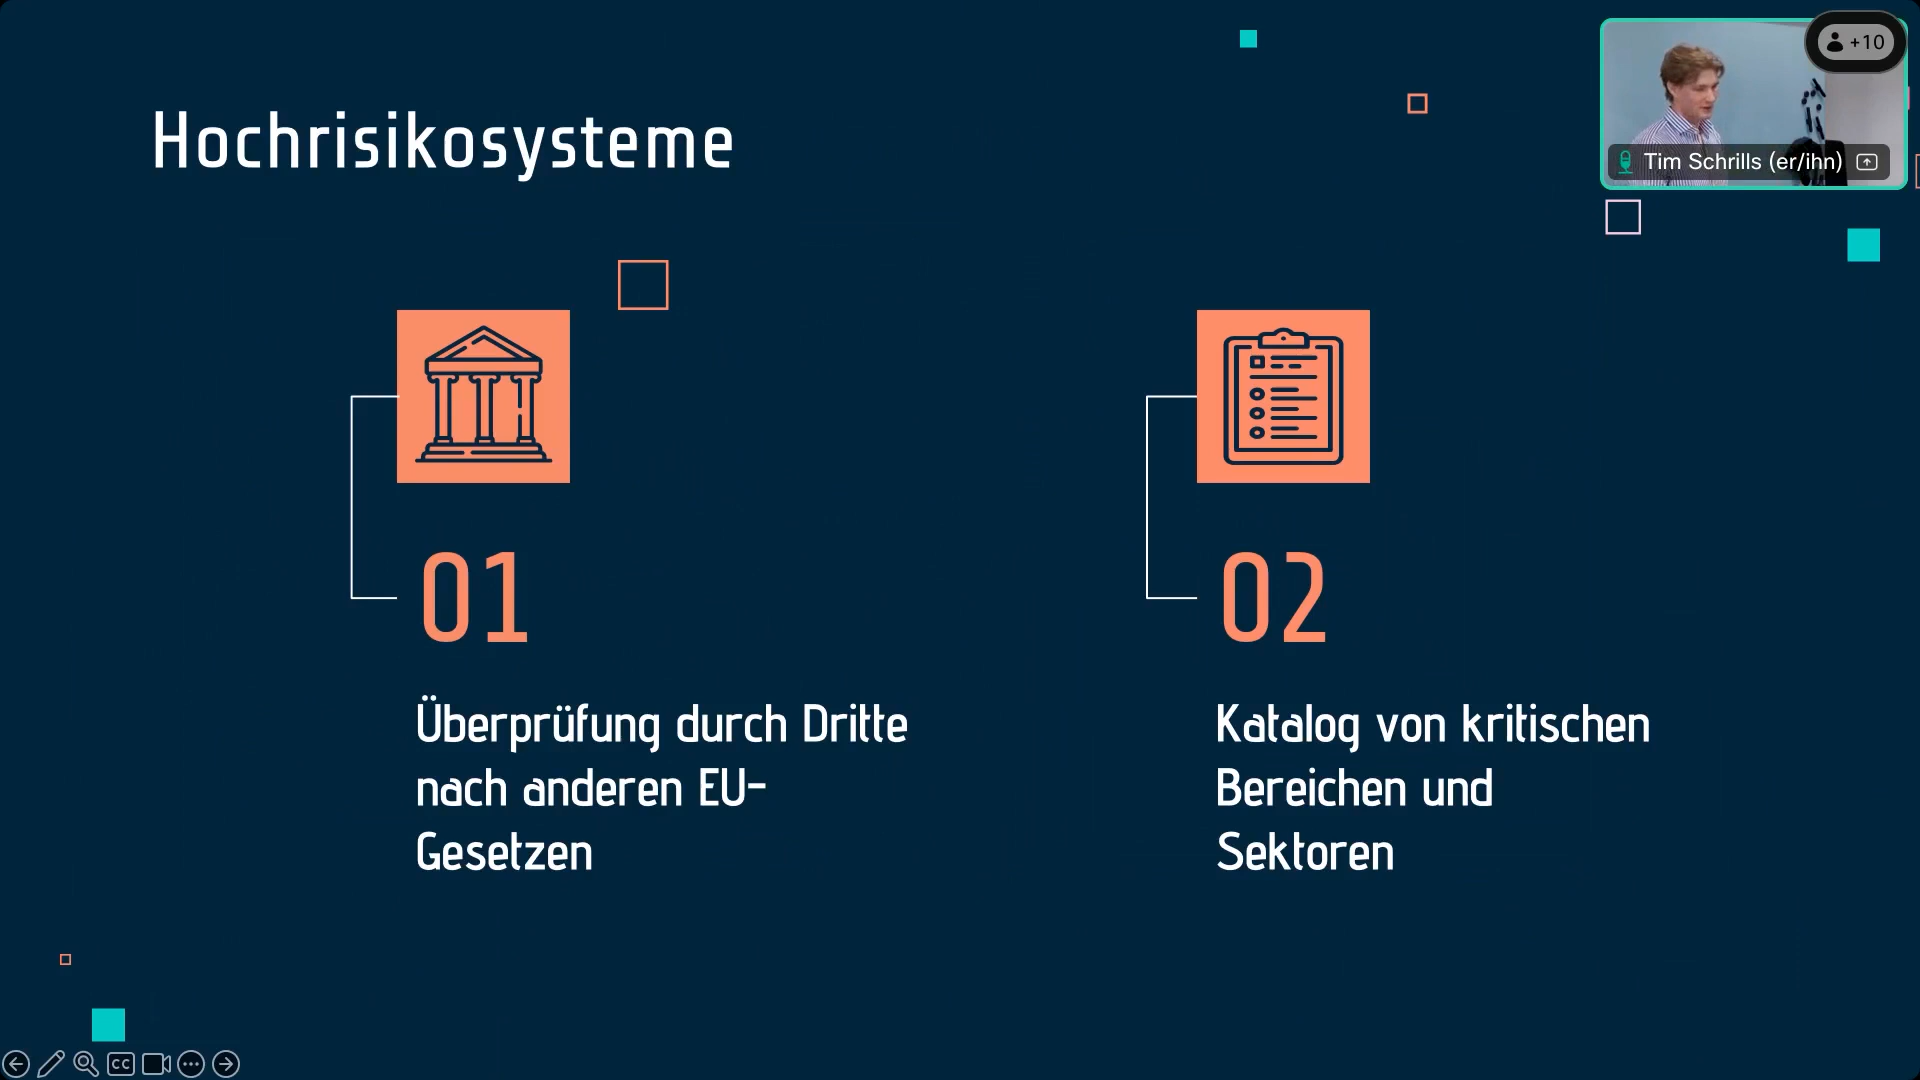 Hochrisikosysteme
+10
Tim Schrills (er/ihn)
01
Überprüfung durch Dritte
nach anderen EU-
Gesetzen
02
Katalog von kritischen
Bereichen und
Sektoren
CC